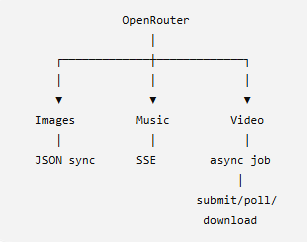 OpenRouter
Images Music Video
JSON sync SSE async job
submit/poll/
download